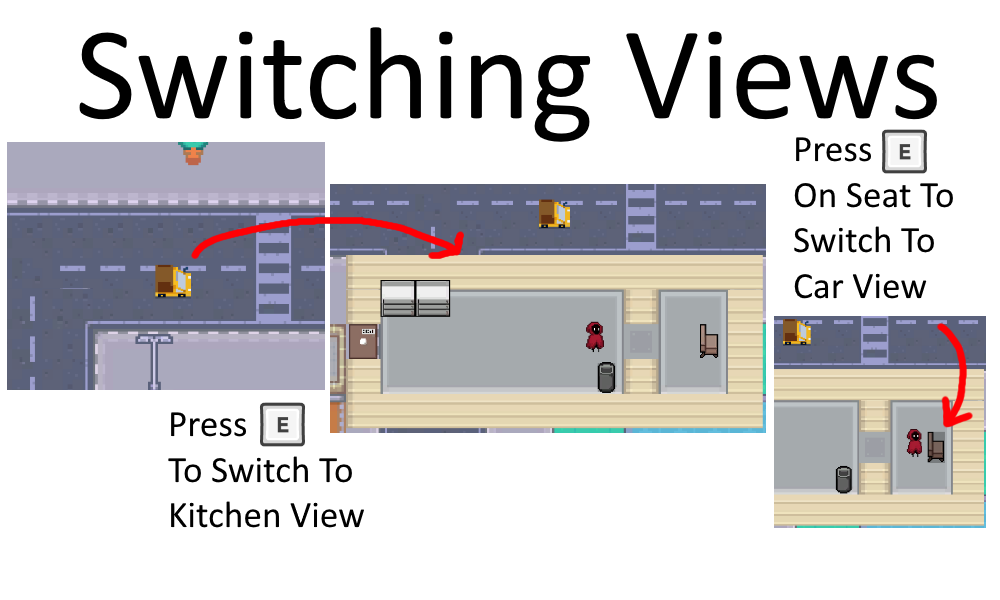 Switching Views
Press E
On Seat To
Switch To
Car View
Press E
To Switch To
Kitchen View